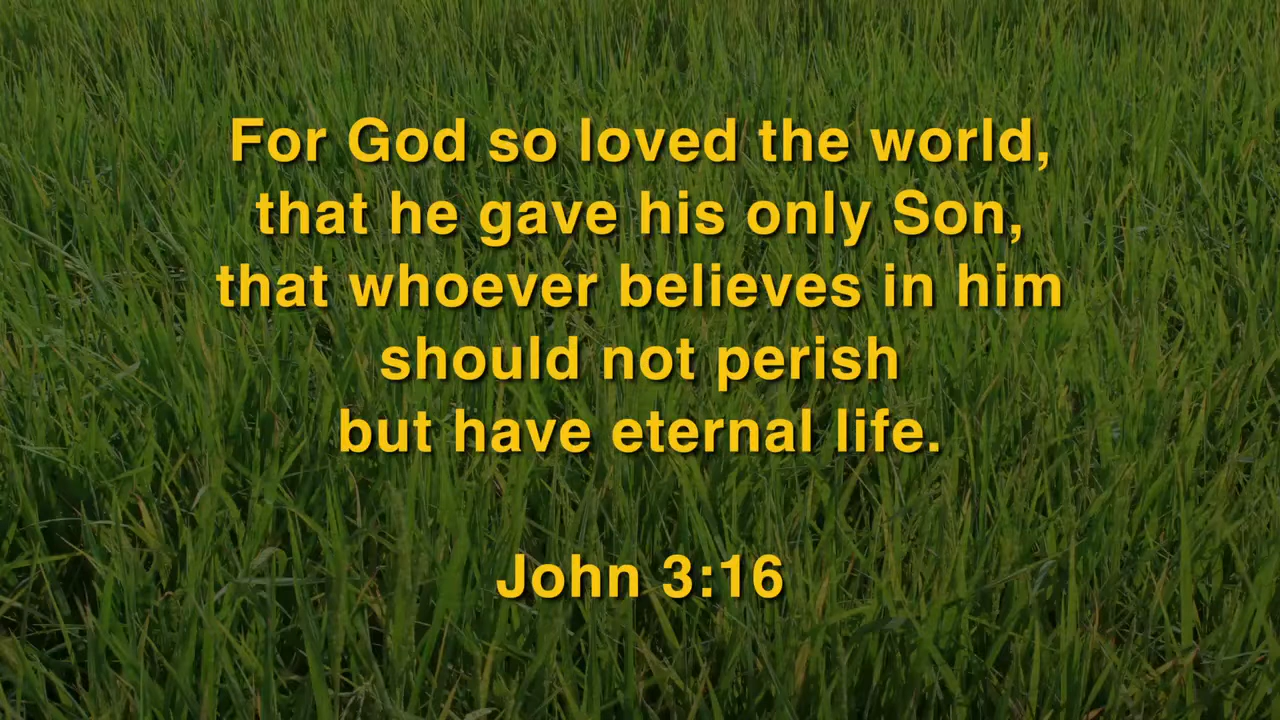 For God so loved the world,
that he gave his only Son,
that whoever believes in him
should not perish
but have eternal life.
John 3:16